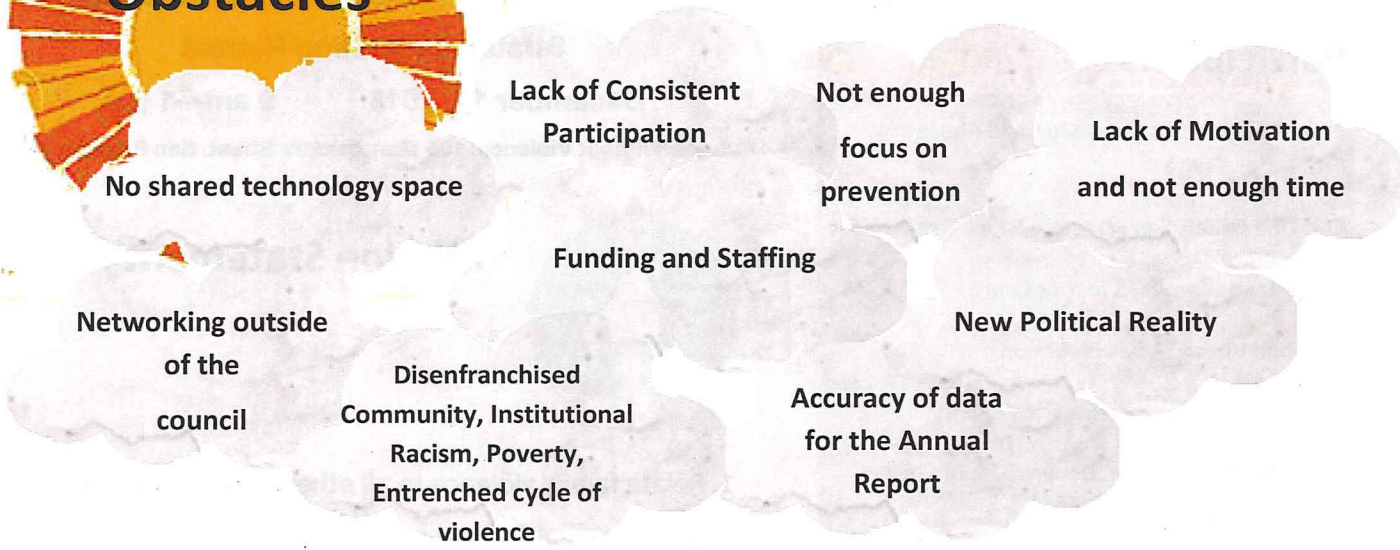 Obstacles
Lack of Consistent
Participation
Not enough
focus on
prevention
Lack of Motivation
and not enough time
No shared technology space
Funding and Staffing
Networking outside
of the
council
New Political Reality
Disenfranchised
Community, Institutional
Racism, Poverty,
Entrenched cycle of
violence
Accuracy of data
for the Annual
Report